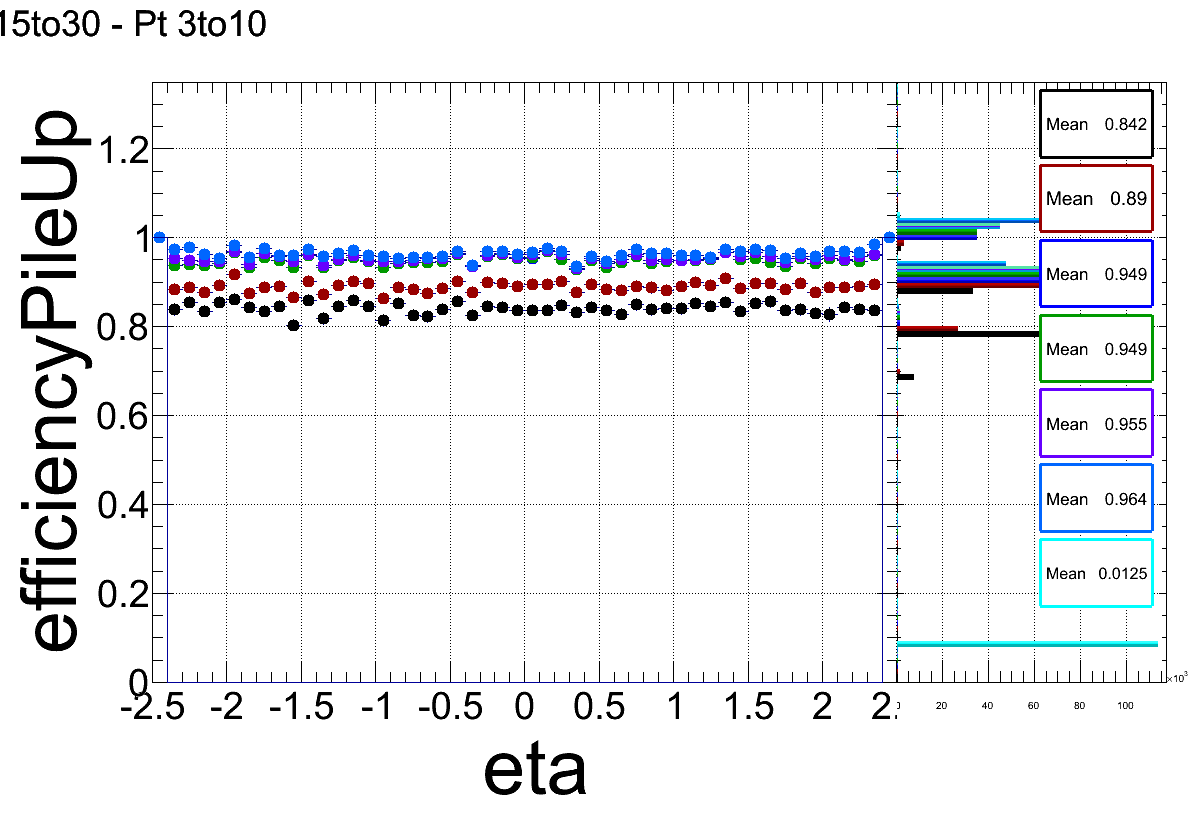 15to30 - Pt 3to10
efficiencyPileUp
1.2
1
0.8
0.6
0.4
0.2
0
-2.5 -2 -1.5 -1 -0.5 0 0.5 1 1.5 2 2.
eta
Mean 0.842
Mean 0.89
Mean 0.949
Mean 0.949
Mean 0.955
Mean 0.964
Mean 0.0125
×10³
0 20 40 60 80 100